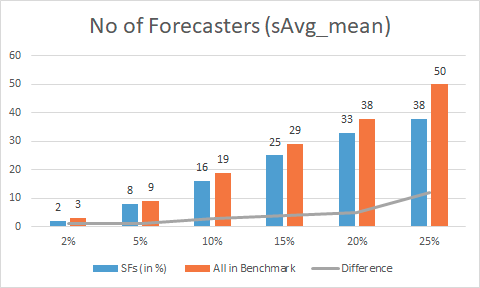 No of Forecasters (sAvg_mean)
60
50
40
30
20
10
0
2 3 8 9 16 19 25 29 33 38 38 50
2% 5% 10% 15% 20% 25%
SFs (in %) All in Benchmark Difference